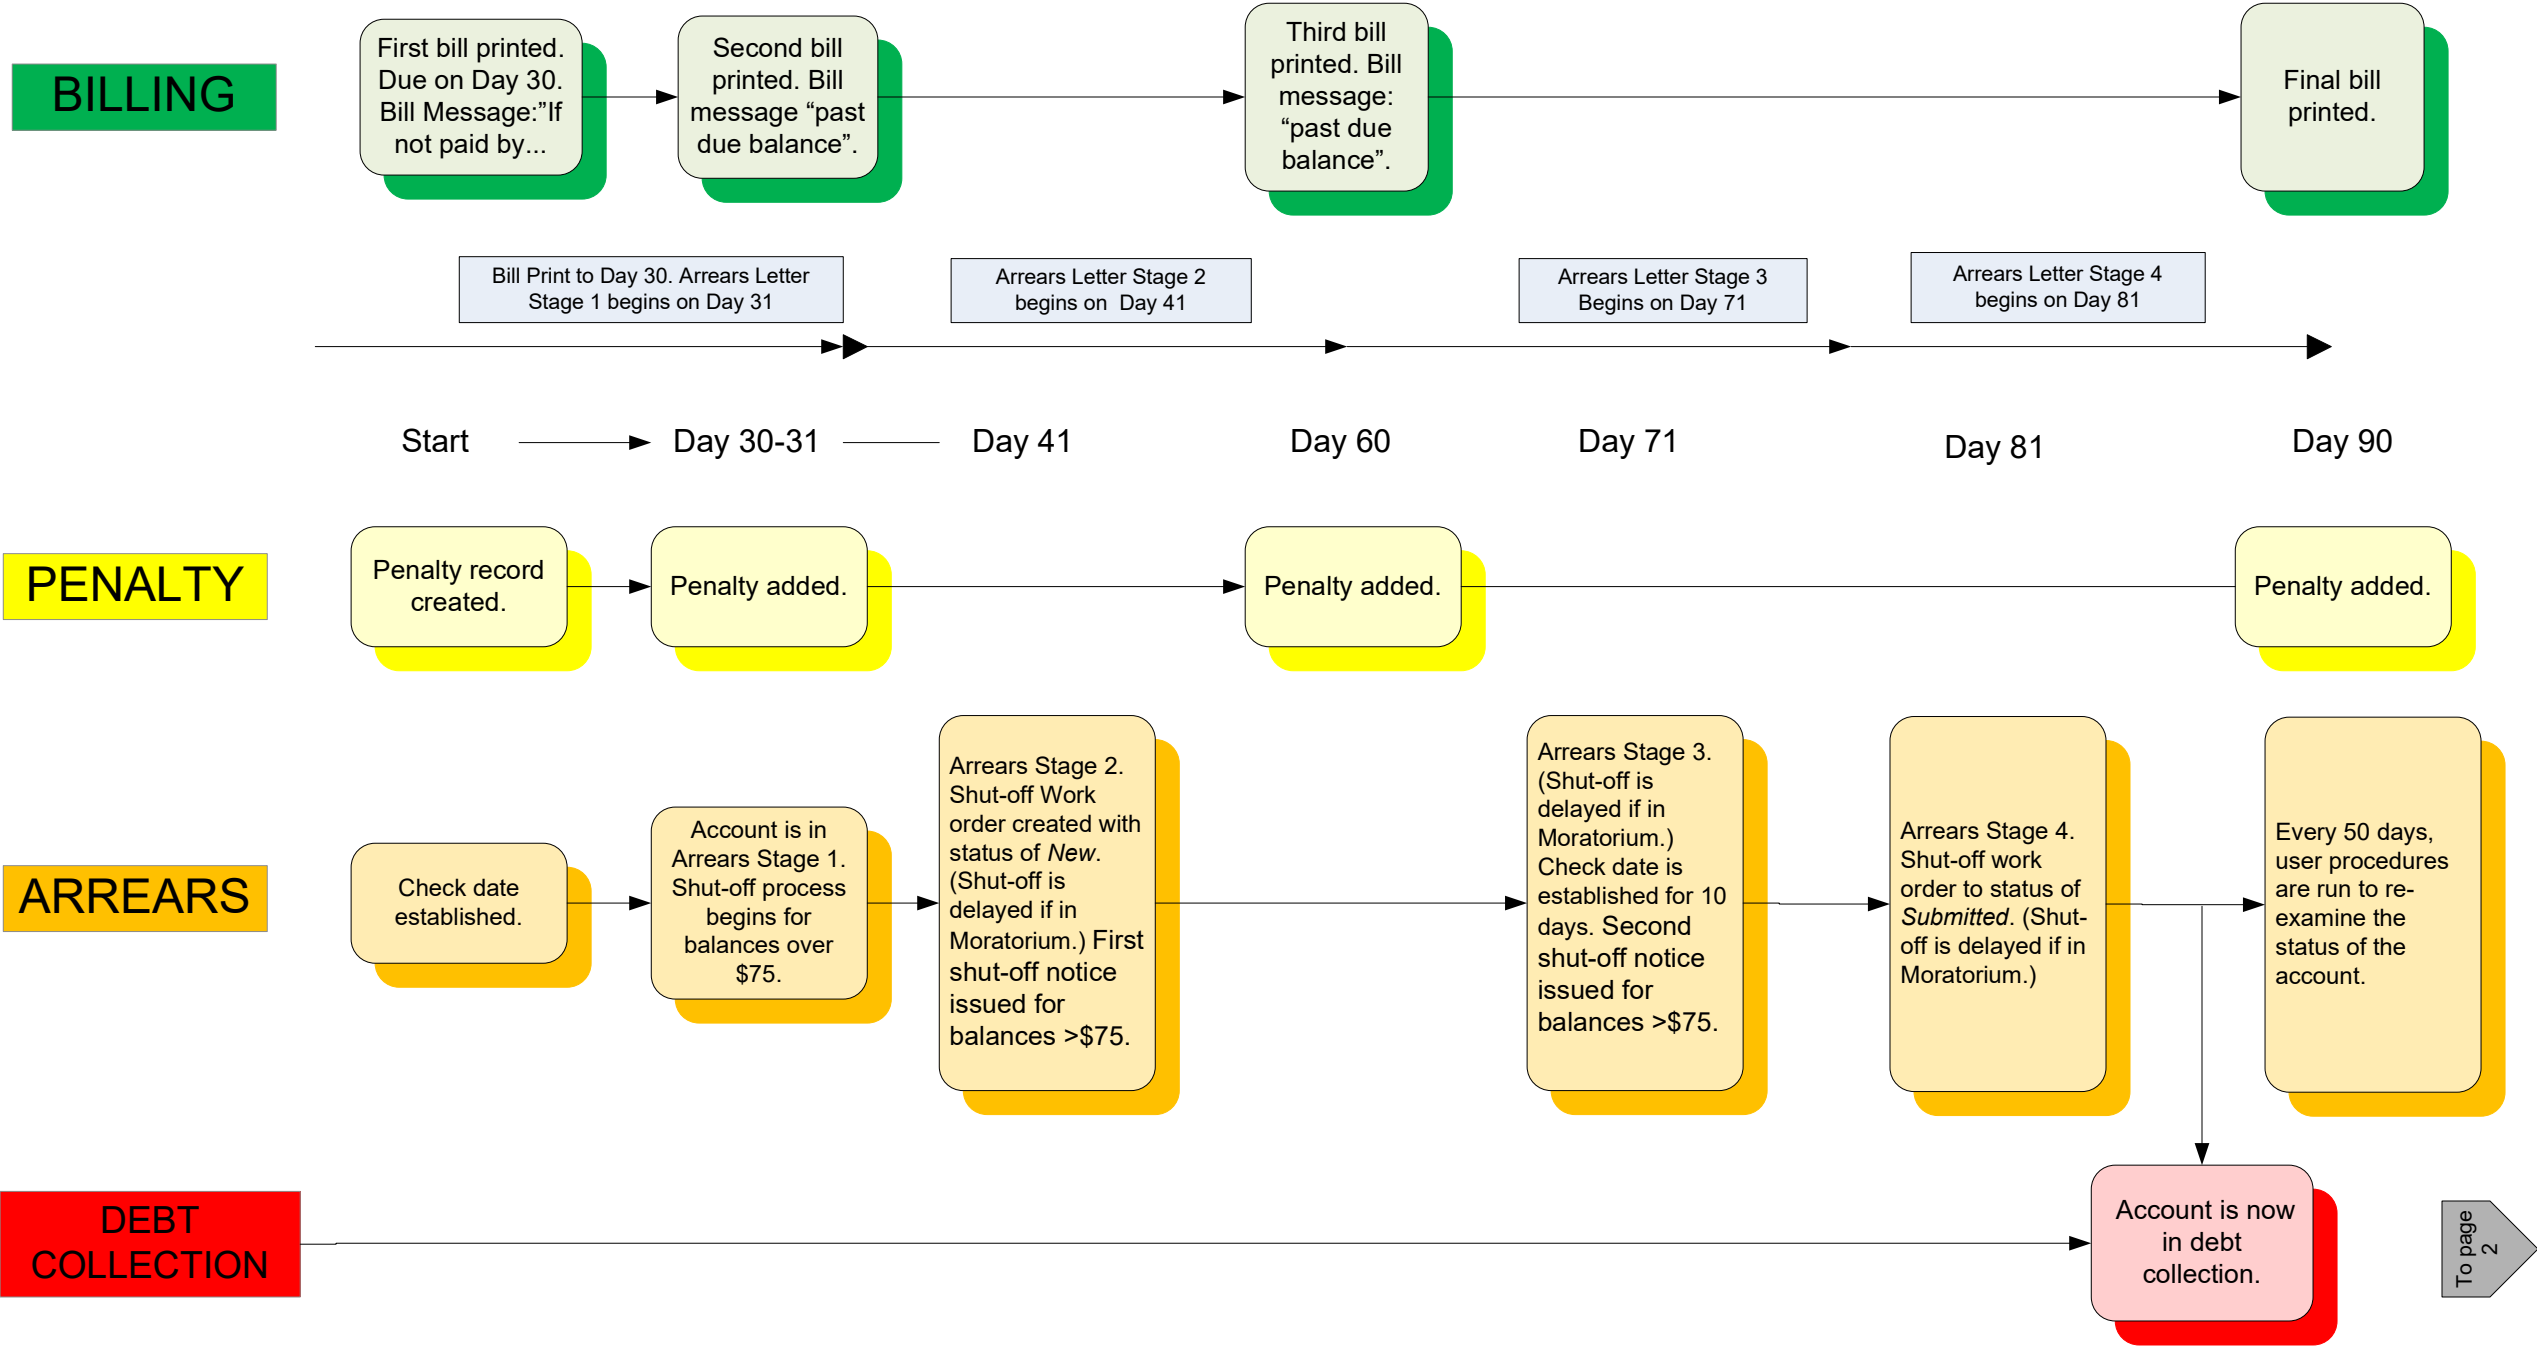 BILLING
First bill printed.
Due on Day 30.
Bill Message:”If
not paid by...
Second bill
printed. Bill
message “past
due balance”.
Third bill
printed. Bill
message:
“past due
balance”.
Final bill
printed.
Bill Print to Day 30. Arrears Letter
Stage 1 begins on Day 31
Arrears Letter Stage 2
begins on  Day 41
Arrears Letter Stage 3
Begins on Day 71
Arrears Letter Stage 4
begins on Day 81
Start
Day 30-31
Day 41
Day 60
Day 71
Day 81
Day 90
PENALTY
Penalty record
created.
Penalty added.
Penalty added.
Penalty added.
ARREARS
Check date
established.
Account is in
Arrears Stage 1.
Shut-off process
begins for
balances over
$75.
Arrears Stage 2.
Shut-off Work
order created with
status of New.
(Shut-off is
delayed if in
Moratorium.) First
shut-off notice
issued for
balances >$75.
Arrears Stage 3.
(Shut-off is
delayed if in
Moratorium.)
Check date is
established for 10
days. Second
shut-off notice
issued for
balances >$75.
Arrears Stage 4.
Shut-off work
order to status of
Submitted. (Shut-
off is delayed if in
Moratorium.)
Every 50 days,
user procedures
are run to re-
examine the
status of the
account.
DEBT
COLLECTION
Account is now
in debt
collection.
To page
2